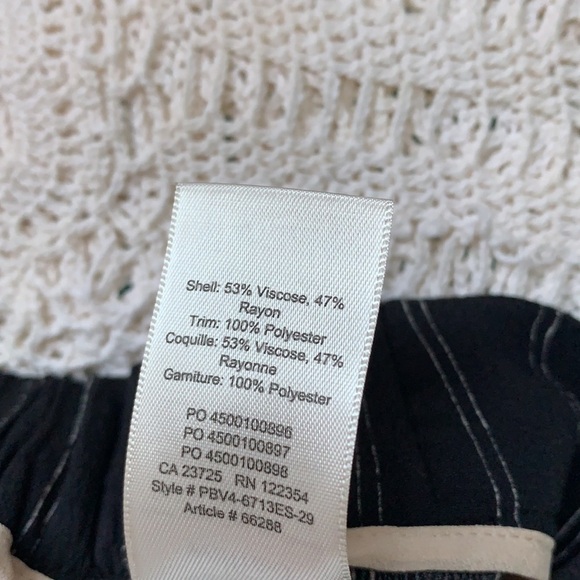 Shell: 53% Viscose, 47%
Rayon
Trim: 100% Polyester
Coquille: 53% Viscose, 47%
Rayonne
Garniture: 100% Polyester
PO 4500100896
PO 4500100897
PO 4500100898
CA 23725 RN 122354
Style # PBV4-6713ES-29
Article # 66288